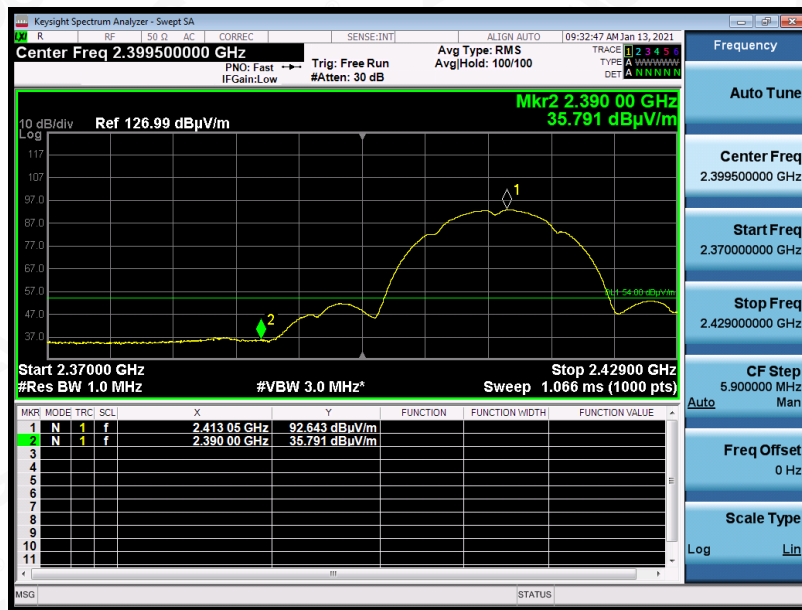 Keysight Spectrum Analyzer - Swept SA
LXI R RF 50 Ω AC CORREC SENSE:INT ALIGN AUTO 09:32:47 AM Jan 13, 2021
Center Freq 2.399500000 GHz
PNO: Fast
IFGain:Low
Trig: Free Run
#Atten: 30 dB
Avg Type: RMS
Avg|Hold: 100/100
TRACE 1 2 3 4 5 6
TYPE A WWWWW
DET A N N N N N
Mkr2 2.390 00 GHz
35.791 dBµV/m
10 dB/div Ref 126.99 dBµV/m
Log
117
107
97.0
87.0
77.0
67.0
57.0
47.0
37.0
1
2
DL1 54.00 dBµV/m
Start 2.37000 GHz Stop 2.42900 GHz
#Res BW 1.0 MHz #VBW 3.0 MHz* Sweep 1.066 ms (1000 pts)
MKR MODE TRC SCL X Y FUNCTION FUNCTION WIDTH FUNCTION VALUE
1 N 1 f 2.413 05 GHz 92.643 dBµV/m
2 N 1 f 2.390 00 GHz 35.791 dBµV/m
3
4
5
6
7
8
9
10
11
MSG STATUS
Frequency
Auto Tune
Center Freq
2.399500000 GHz
Start Freq
2.370000000 GHz
Stop Freq
2.429000000 GHz
CF Step
5.900000 MHz
Auto Man
Freq Offset
0 Hz
Scale Type
Log Lin